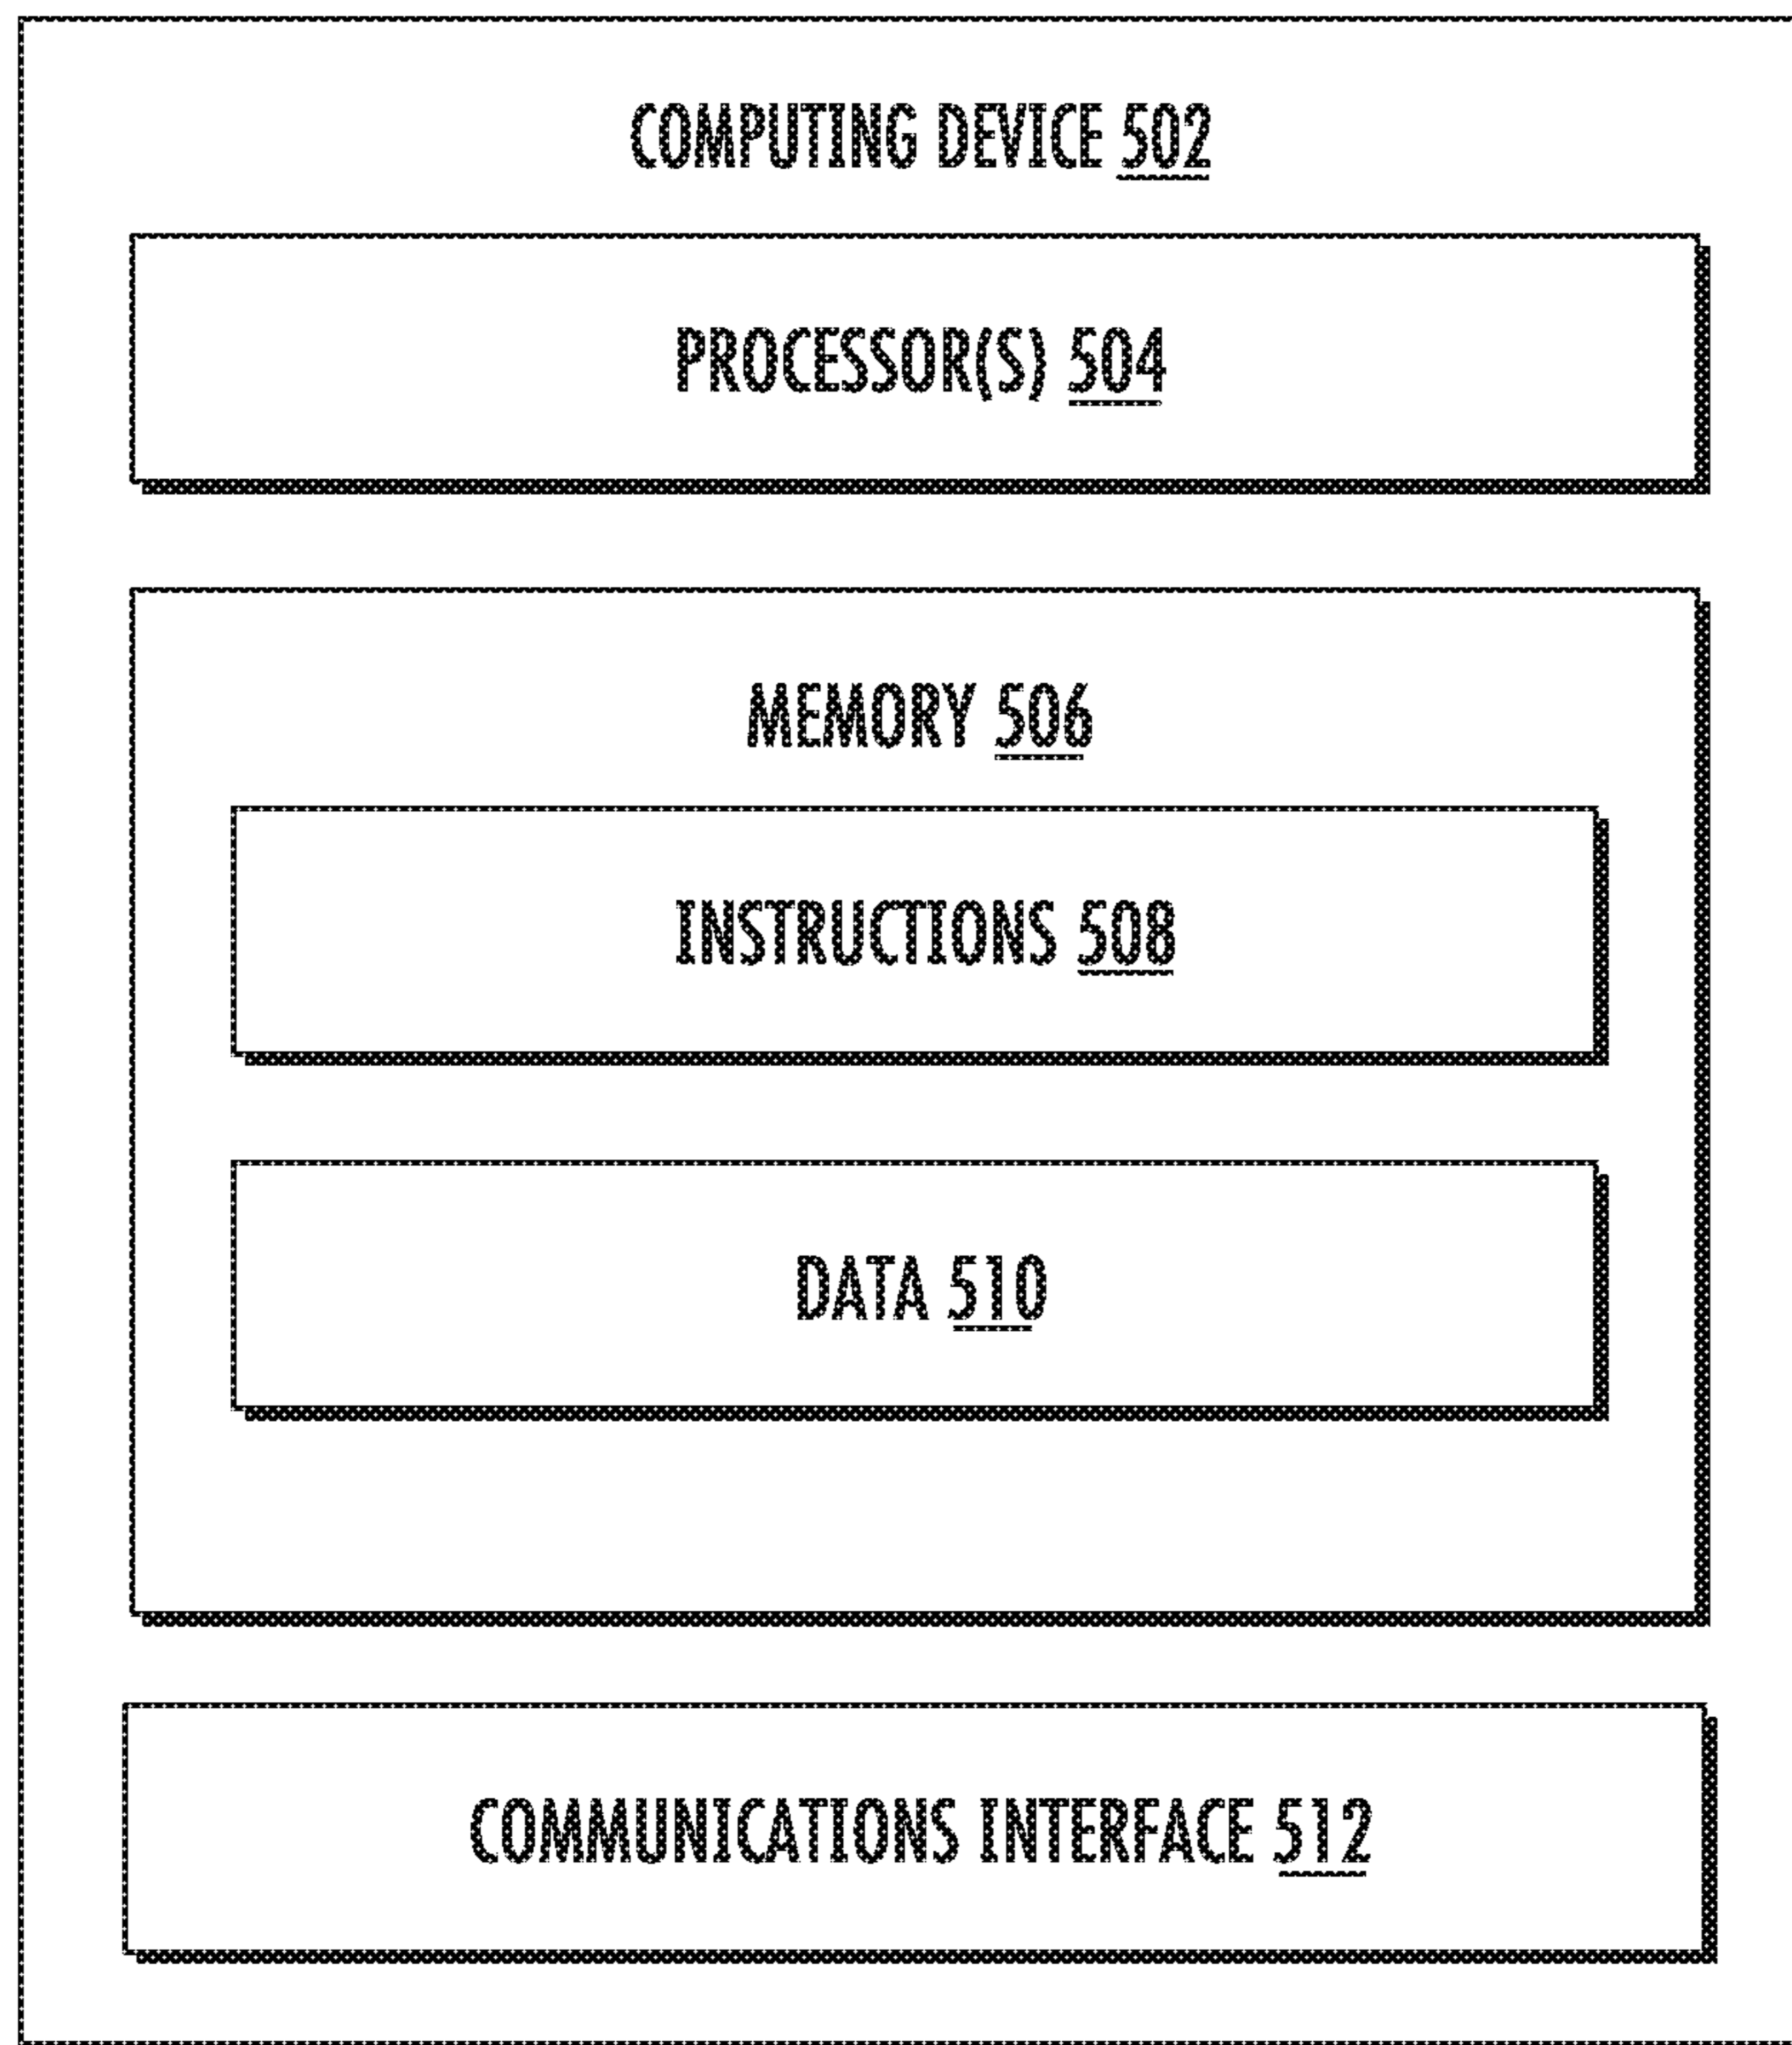 COMPUTING DEVICE 502
PROCESSOR(S) 504
MEMORY 506
INSTRUCTIONS 508
DATA 510
COMMUNICATIONS INTERFACE 512